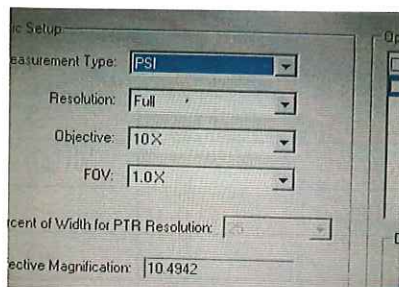 ic Setup
easurement Type: PSI
Resolution: Full
Objective: 10X
FOV: 1.0X
rcent of Width for PTR Resolution: 25
ective Magnification: 10.4942
Op